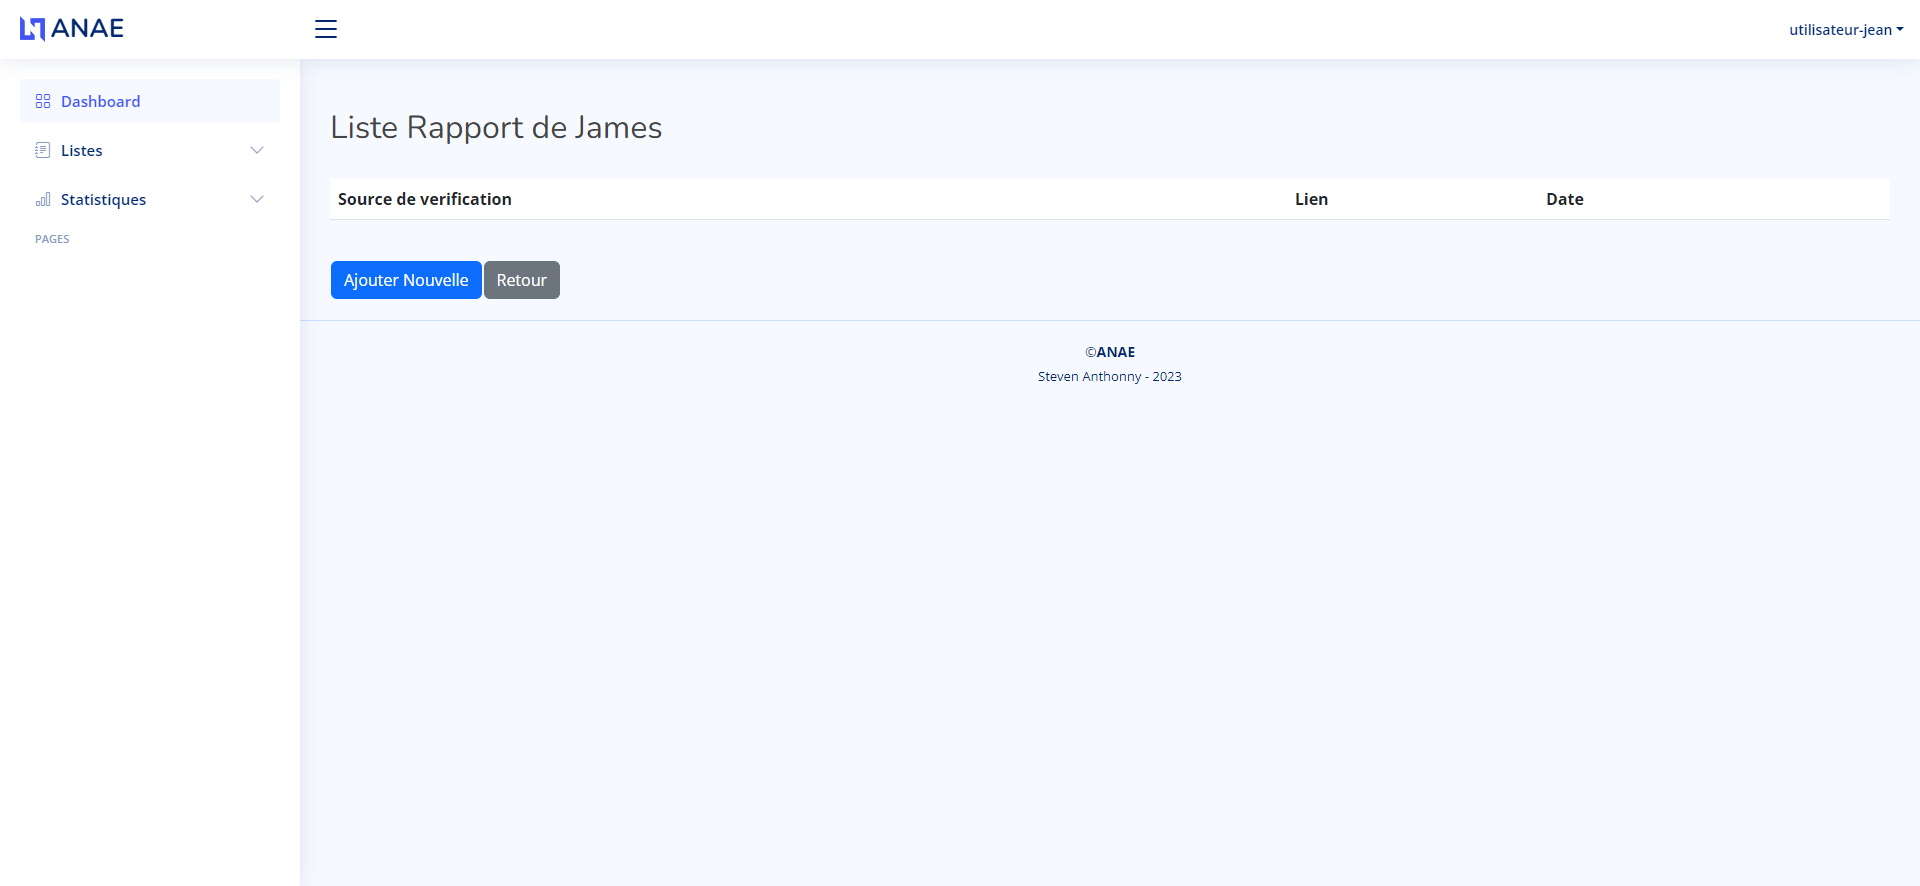 ANAE
utilisateur-jean
Dashboard
Listes
Statistiques
PAGES
Liste Rapport de James
Source de verification Lien Date
Ajouter Nouvelle Retour
©ANAE
Steven Anthonny - 2023